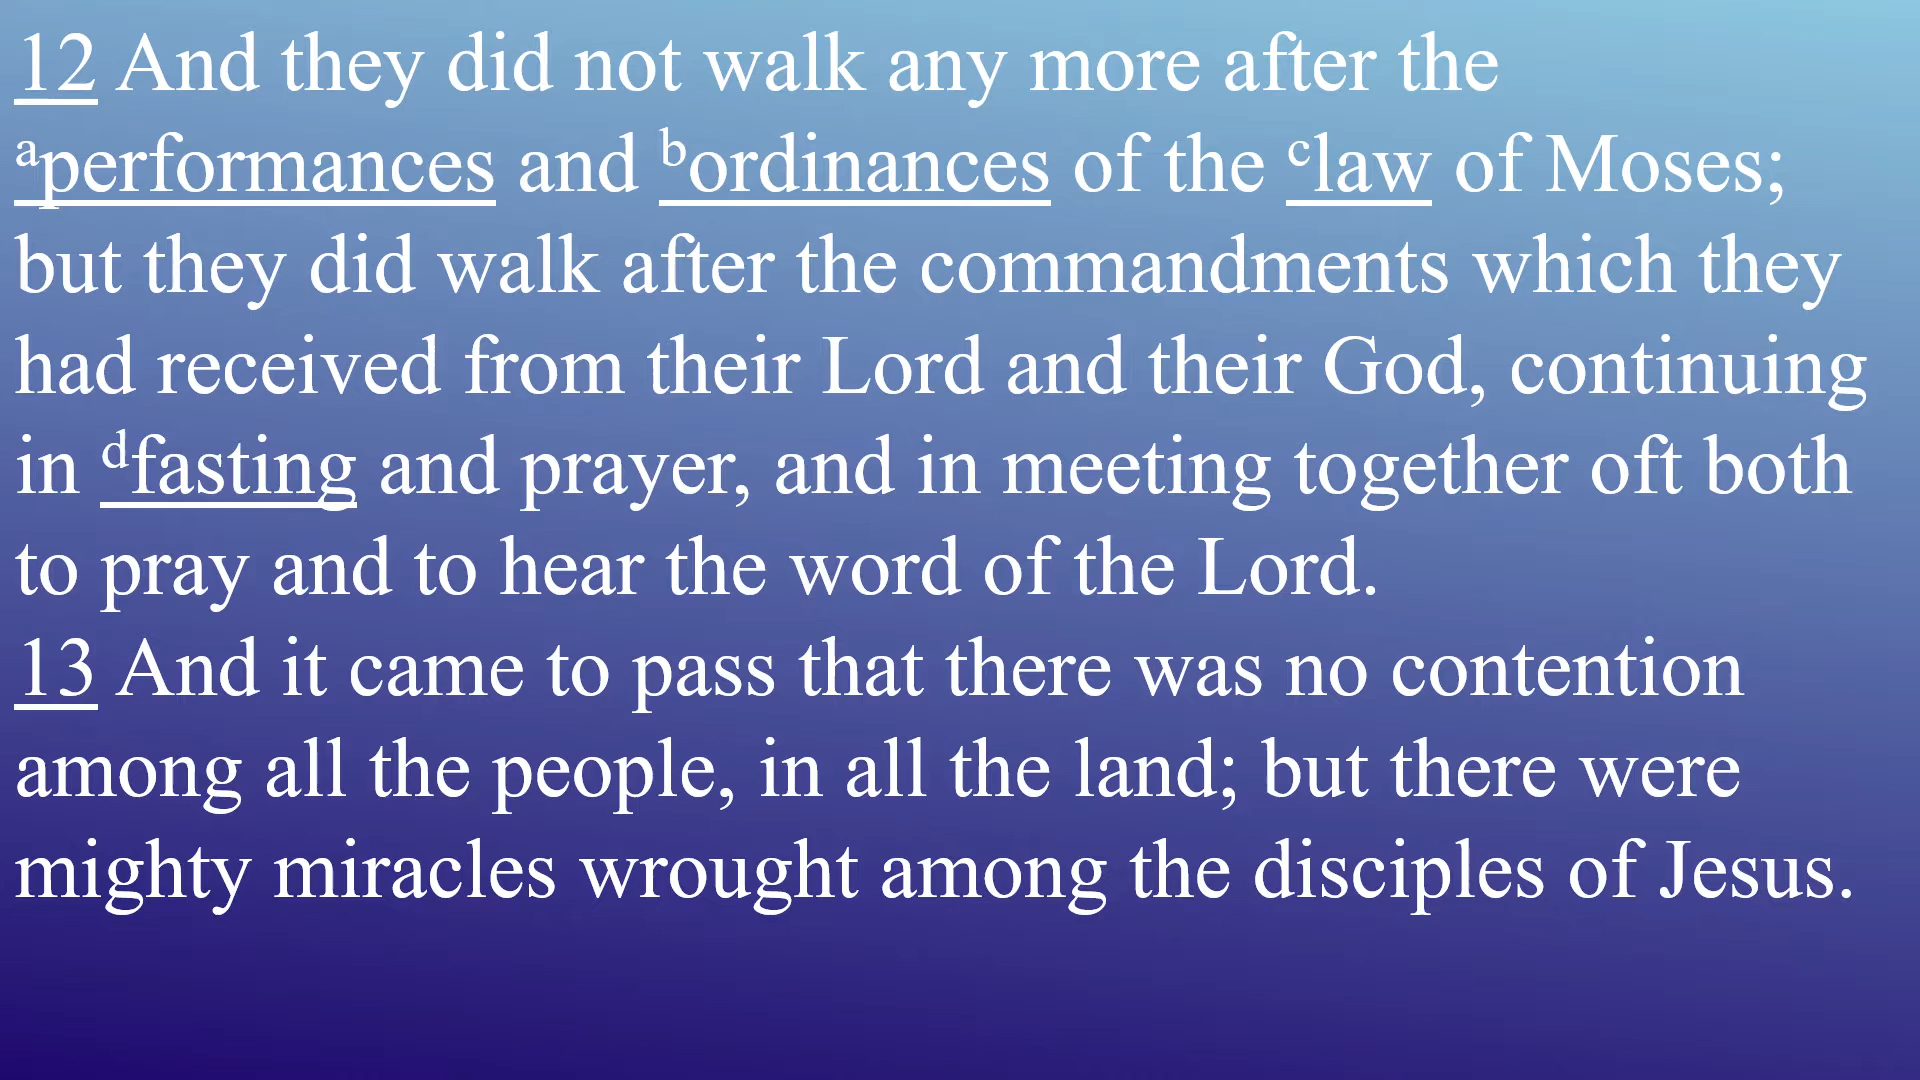 12 And they did not walk any more after the
aperformances and bordinances of the claw of Moses;
but they did walk after the commandments which they
had received from their Lord and their God, continuing
in dfasting and prayer, and in meeting together oft both
to pray and to hear the word of the Lord.
13 And it came to pass that there was no contention
among all the people, in all the land; but there were
mighty miracles wrought among the disciples of Jesus.